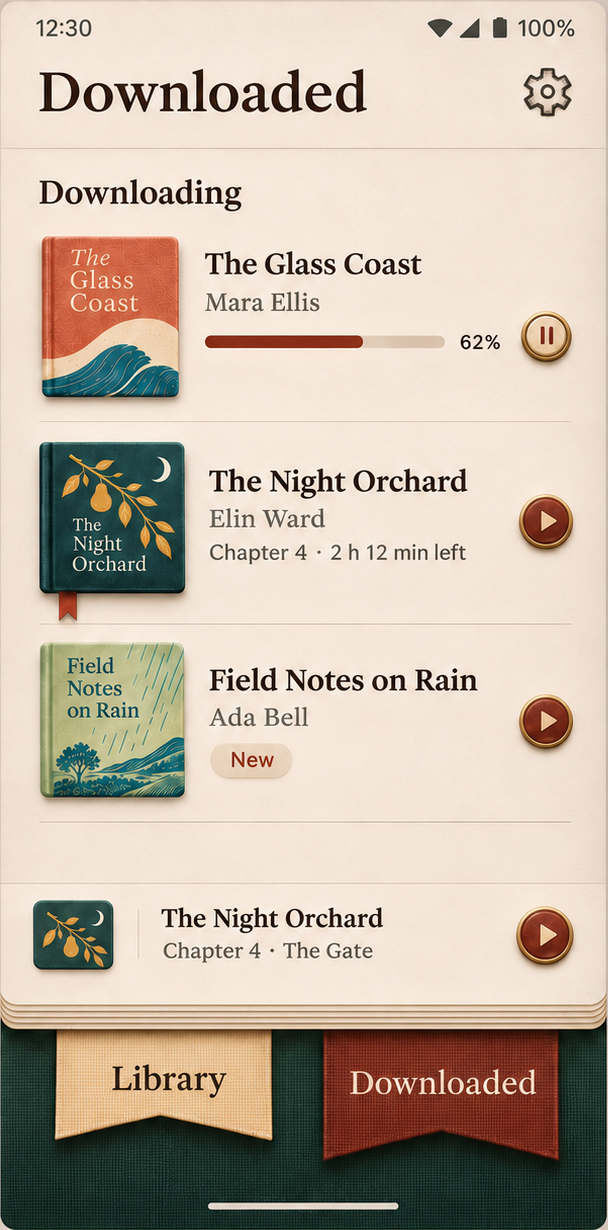 12:30
100%
Downloaded
Downloading
The
Glass
Coast
The Glass Coast
Mara Ellis
62%
The
Night
Orchard
The Night Orchard
Elin Ward
Chapter 4 · 2 h 12 min left
Field
Notes
on Rain
Field Notes on Rain
Ada Bell
New
The Night Orchard
Chapter 4 · The Gate
Library
Downloaded